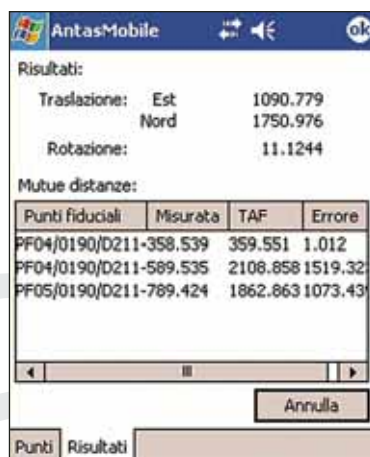 AntasMobile ok
Risultati:
Traslazione: Est 1090.779
Nord 1750.976
Rotazione: 11.1244
Mutue distanze:
Punti fiduciali Misurata TAF Errore
PF04/0190/D211-358.539 359.551 1.012
PF04/0190/D211-589.535 2108.858 1519.32
PF05/0190/D211-789.424 1862.863 1073.43
Annulla
Punti Risultati